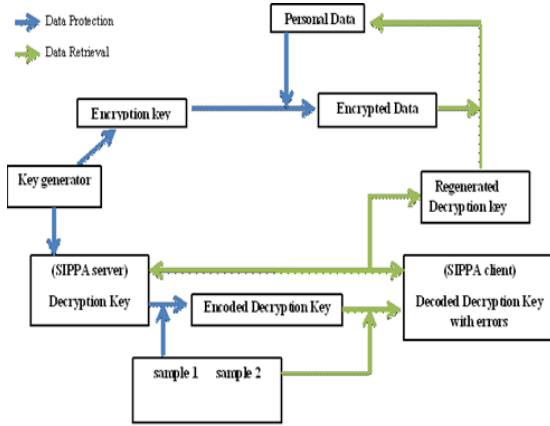 Data Protection
Data Retrieval
Personal Data
Encryption key
Encrypted Data
Key generator
Regenerated
Decryption key
(SIPPA server)
Decryption Key
Encoded Decryption Key
(SIPPA client)
Decoded Decryption Key
with errors
sample 1 sample 2